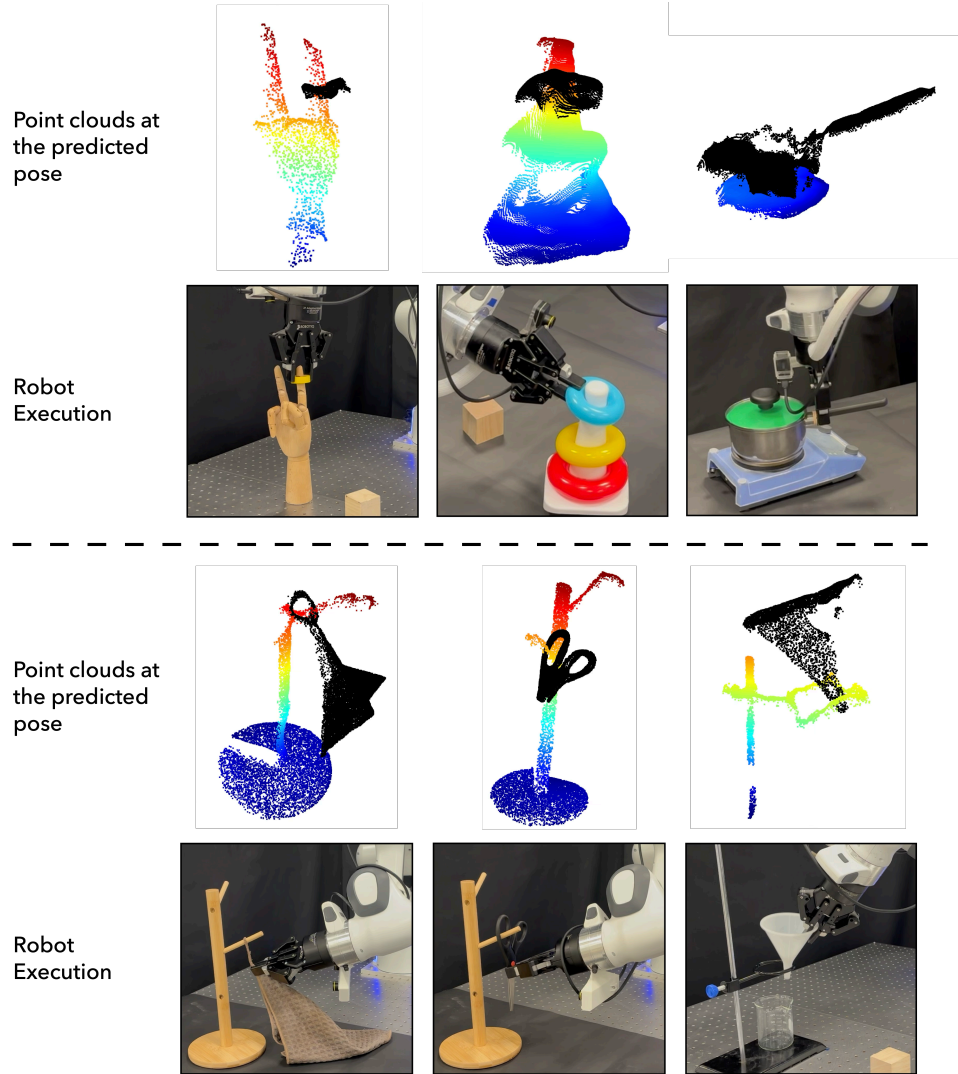 Point clouds at
the predicted
pose
Robot
Execution
Point clouds at
the predicted
pose
Robot
Execution